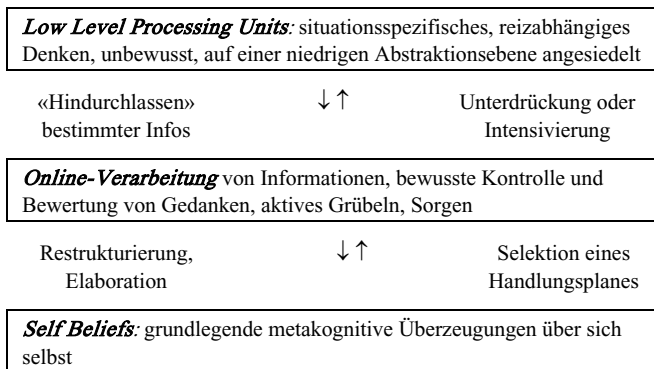 Low Level Processing Units: situationsspezifisches, reizabhängiges
Denken, unbewusst, auf einer niedrigen Abstraktionsebene angesiedelt
«Hindurchlassen» ↓↑ Unterdrückung oder
bestimmter Infos Intensivierung
Online-Verarbeitung von Informationen, bewusste Kontrolle und
Bewertung von Gedanken, aktives Grübeln, Sorgen
Restrukturierung, ↓↑ Selektion eines
Elaboration Handlungsplanes
Self Beliefs: grundlegende metakognitive Überzeugungen über sich
selbst